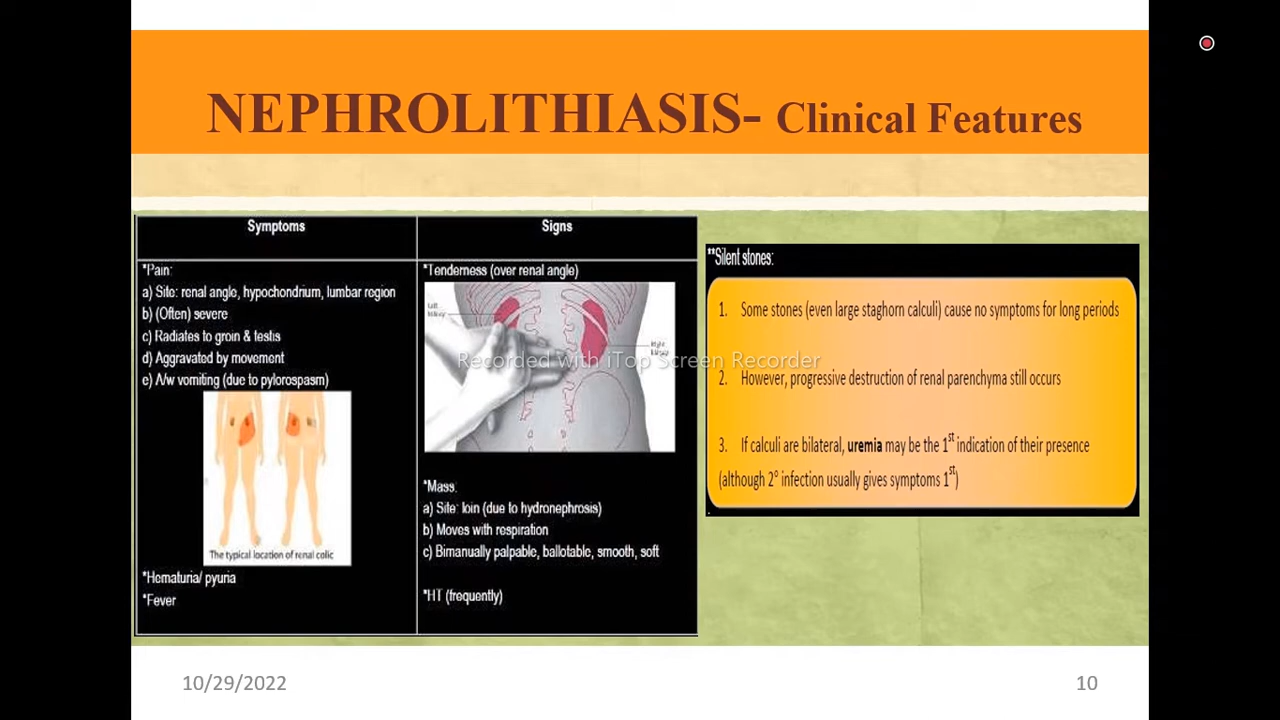 NEPHROLITHIASIS- Clinical Features
Symptoms
*Pain:
a) Site: renal angle, hypochondrium, lumbar region
b) (Often) severe
c) Radiates to groin & testis
d) Aggravated by movement
e) A/w vomiting (due to pylorospasm)
The typical location of renal colic
*Hematuria/ pyuria
*Fever
Signs
*Tenderness (over renal angle)
Left
kidney
Right
kidney
*Mass:
a) Site: loin (due to hydronephrosis)
b) Moves with respiration
c) Bimanually palpable, ballotable, smooth, soft
*HT (frequently)
**Silent stones:
1. Some stones (even large staghorn calculi) cause no symptoms for long periods
2. However, progressive destruction of renal parenchyma still occurs
3. If calculi are bilateral, uremia may be the 1st indication of their presence
(although 2° infection usually gives symptoms 1st)
Recorded with iTop Screen Recorder
10/29/2022
10